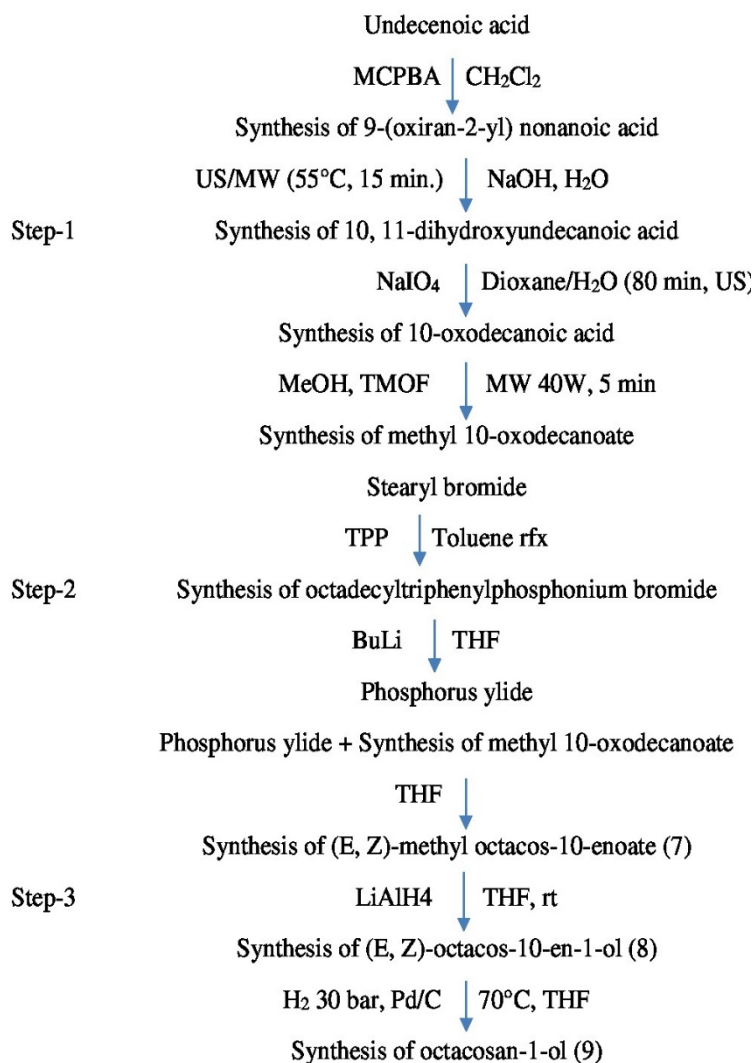 Undecenoic acid
MCPBA CH₂Cl₂
Synthesis of 9-(oxiran-2-yl) nonanoic acid
US/MW (55°C, 15 min.) NaOH, H₂O
Step-1 Synthesis of 10, 11-dihydroxyundecanoic acid
NaIO₄ Dioxane/H₂O (80 min, US)
Synthesis of 10-oxodecanoic acid
MeOH, TMOF MW 40W, 5 min
Synthesis of methyl 10-oxodecanoate
Stearyl bromide
TPP Toluene rfx
Step-2 Synthesis of octadecyltriphenylphosphonium bromide
BuLi THF
Phosphorus ylide
Phosphorus ylide + Synthesis of methyl 10-oxodecanoate
THF
Synthesis of (E, Z)-methyl octacos-10-enoate (7)
Step-3 LiAlH4 THF, rt
Synthesis of (E, Z)-octacos-10-en-1-ol (8)
H₂ 30 bar, Pd/C 70°C, THF
Synthesis of octacosan-1-ol (9)